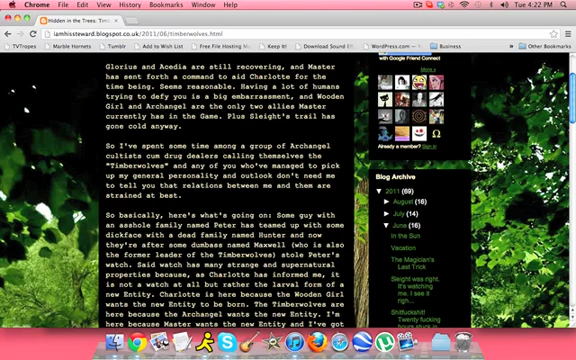 Chrome File Edit View History Bookmarks Window Help
Tue 4:22 PM
Hidden in the Trees: Tim
iamhissteward.blogspot.co.uk/2011/06/timberwolves.html
TVTropes Marble Hornets Tumblr Add to Wish List Download Sound Eff Keep It! WordPress.com Business Other Bookmarks
Glorius and Acedia are still recovering, and Master
has sent forth a command to aid Charlotte for the
time being. Seems reasonable. Having a lot of humans
trying to defy you is a big embarrassment, and Wooden
Girl and Archangel are the only two allies Master
currently has in the Game. Plus Sleight's trail has
gone cold anyway.
So I've spent some time among a group of Archangel
cultists cum drug dealers calling themselves the
"Timberwolves" and any of you who've managed to pick
up my general personality and outlook don't need me
to tell you that relations between me and them are
strained at best.
So basically, here's what's going on: Some guy with
an asshole family named Peter has teamed up with some
dickface with a dead family named Hunter and now
they're after some dumbass named Maxwell (who is also
the former leader of the Timberwolves) stole Peter's
watch. Said watch has many strange and supernatural
properties because, as Charlotte has informed me, it
is not a watch at all but rather the larval form of a
new Entity. Charlotte is here because the Wooden Girl
wants the new Entity to be born. The Timberwolves are
here because the Archangel wants the new Entity. I'm
here because Master wants the new Entity and I've got
with Google Friend Connect
More »
Already a member? Sign in
Blog Archive
▼ 2011 (69)
► August (16)
► July (14)
▼ June (16)
In the Sun
Vacation
The Magician's
Last Trick
Sleight was
right. It's
watching
me. I see it
righ...
Shitfuckshit!
Twenty fucking